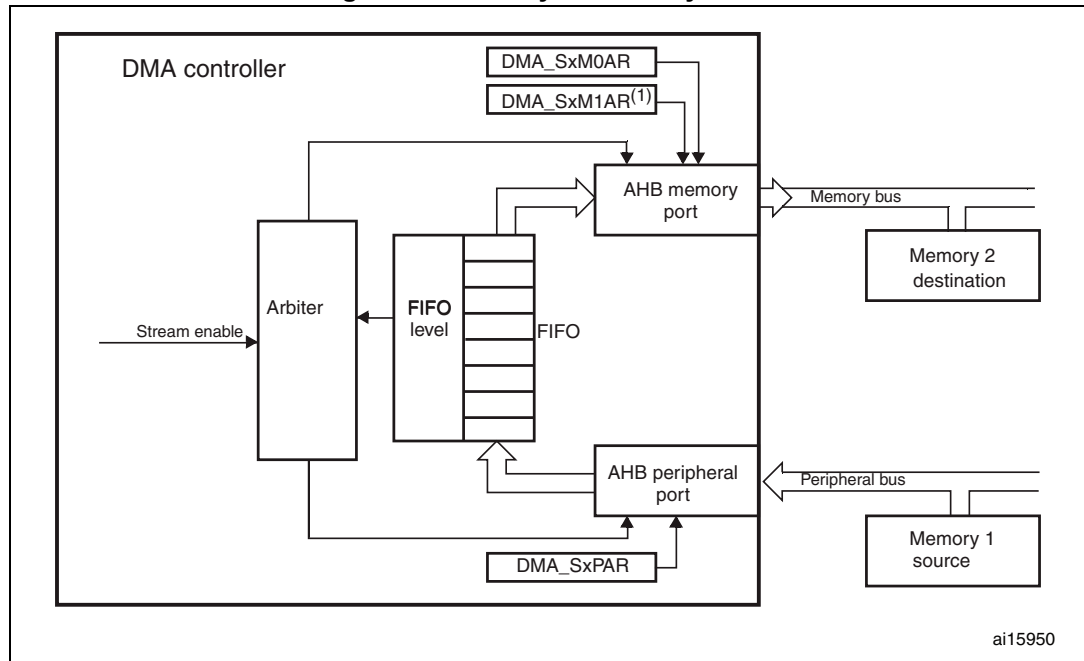 DMA controller
DMA_SxM0AR
DMA_SxM1AR(1)
AHB memory
port
Memory bus
Memory 2
destination
Arbiter
FIFO
level
FIFO
Stream enable
AHB peripheral
port
Peripheral bus
Memory 1
source
DMA_SxPAR
ai15950